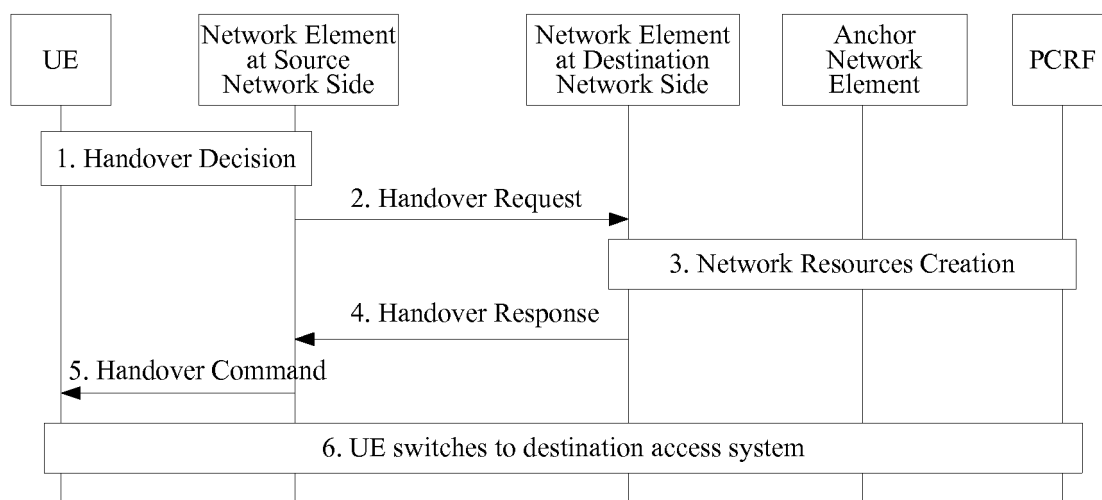 UE
Network Element
at Source
Network Side
Network Element
at Destination
Network Side
Anchor
Network
Element
PCRF
1. Handover Decision
2. Handover Request
3. Network Resources Creation
4. Handover Response
5. Handover Command
6. UE switches to destination access system